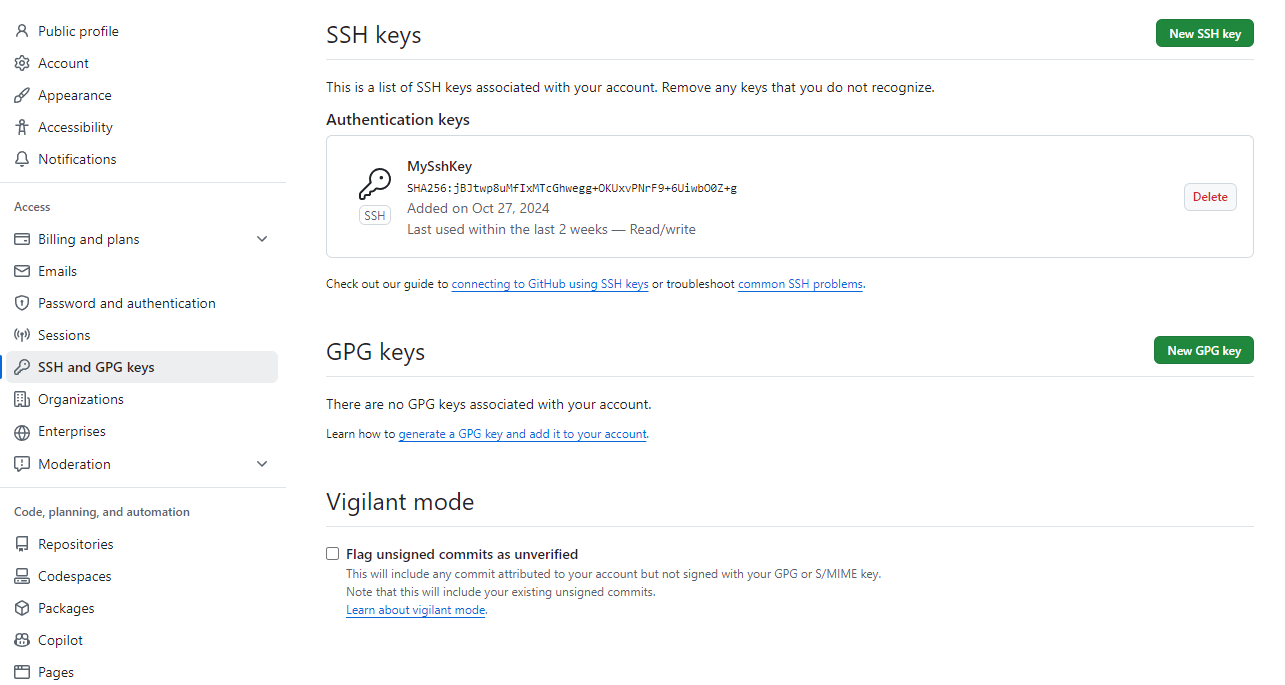 Public profile
Account
Appearance
Accessibility
Notifications
Access
Billing and plans
Emails
Password and authentication
Sessions
SSH and GPG keys
Organizations
Enterprises
Moderation
Code, planning, and automation
Repositories
Codespaces
Packages
Copilot
Pages
SSH keys
New SSH key
This is a list of SSH keys associated with your account. Remove any keys that you do not recognize.
Authentication keys
MySshKey
SHA256:jBJtwp8uMfIxMTcGhwegg+OKUxvPNrF9+6UiwbO0Z+g
SSH
Added on Oct 27, 2024
Last used within the last 2 weeks — Read/write
Delete
Check out our guide to connecting to GitHub using SSH keys or troubleshoot common SSH problems.
GPG keys
New GPG key
There are no GPG keys associated with your account.
Learn how to generate a GPG key and add it to your account.
Vigilant mode
Flag unsigned commits as unverified
This will include any commit attributed to your account but not signed with your GPG or S/MIME key.
Note that this will include your existing unsigned commits.
Learn about vigilant mode.